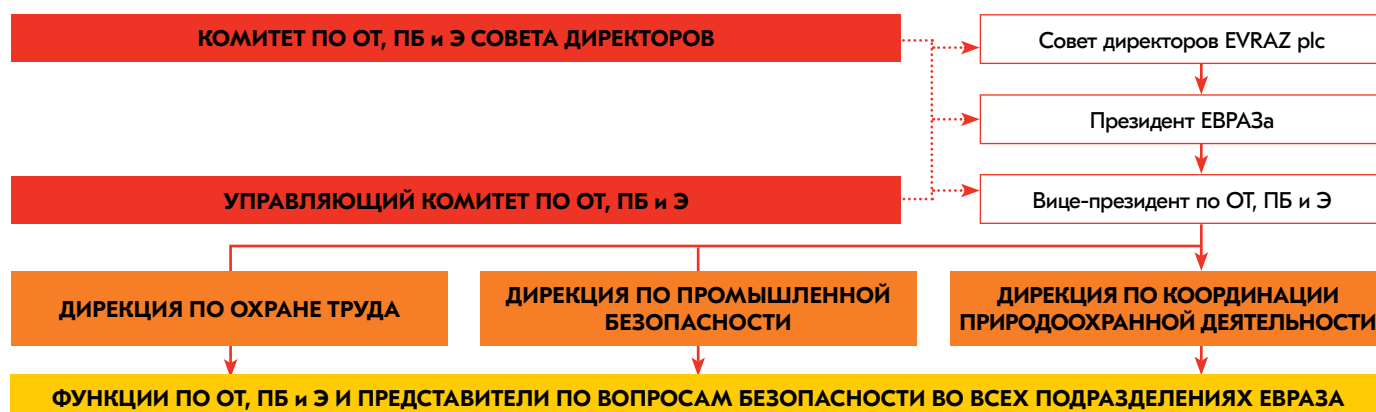 КОМИТЕТ ПО ОТ, ПБ и Э СОВЕТА ДИРЕКТОРОВ
Совет директоров EVRAZ plc
Президент ЕВРАЗа
УПРАВЛЯЮЩИЙ КОМИТЕТ ПО ОТ, ПБ и Э
Вице-президент по ОТ, ПБ и Э
ДИРЕКЦИЯ ПО ОХРАНЕ ТРУДА
ДИРЕКЦИЯ ПО ПРОМЫШЛЕННОЙ
БЕЗОПАСНОСТИ
ДИРЕКЦИЯ ПО КООРДИНАЦИИ
ПРИРОДООХРАННОЙ ДЕЯТЕЛЬНОСТИ
ФУНКЦИИ ПО ОТ, ПБ и Э И ПРЕДСТАВИТЕЛИ ПО ВОПРОСАМ БЕЗОПАСНОСТИ ВО ВСЕХ ПОДРАЗДЕЛЕНИЯХ ЕВРАЗА